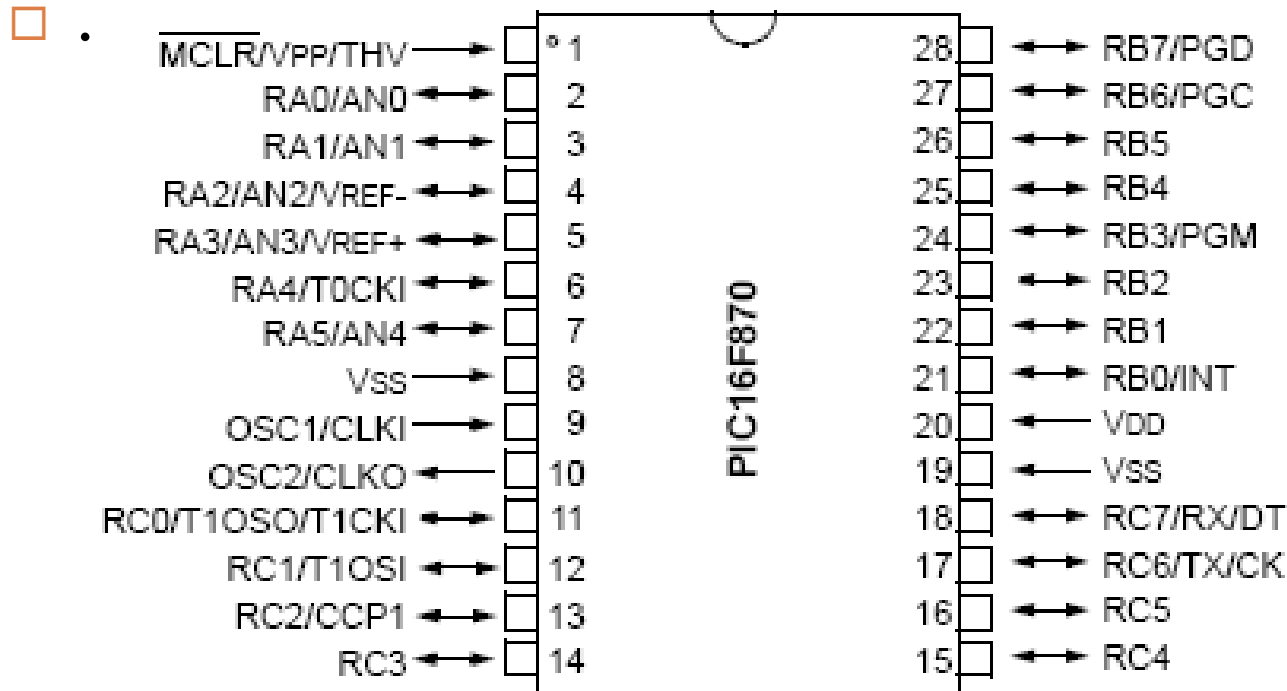 •
MCLR/VPP/THV 1 28 RB7/PGD
RA0/AN0 2 27 RB6/PGC
RA1/AN1 3 26 RB5
RA2/AN2/VREF- 4 25 RB4
RA3/AN3/VREF+ 5 24 RB3/PGM
RA4/T0CKI 6 23 RB2
RA5/AN4 7 22 RB1
VSS 8 21 RB0/INT
OSC1/CLKI 9 20 VDD
OSC2/CLKO 10 19 VSS
RC0/T1OSO/T1CKI 11 18 RC7/RX/DT
RC1/T1OSI 12 17 RC6/TX/CK
RC2/CCP1 13 16 RC5
RC3 14 15 RC4
PIC16F870